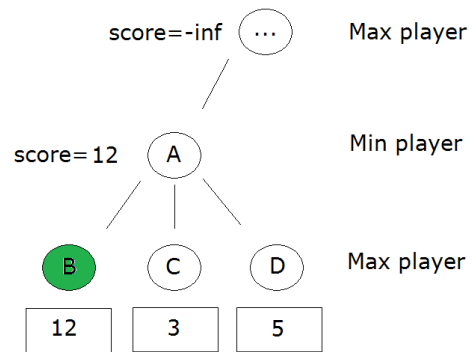 score=-inf ... Max player
score=12 A Min player
B C D Max player
12 3 5